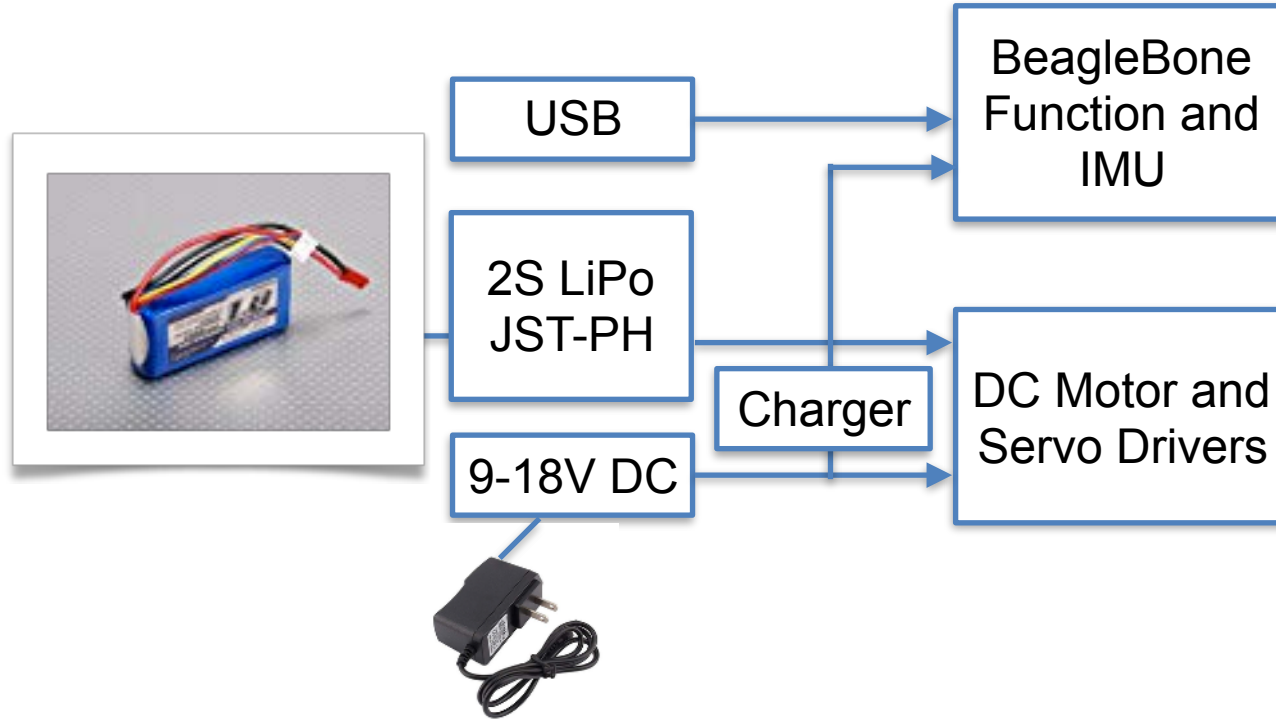 USB
BeagleBone
Function and
IMU
2S LiPo
JST-PH
Charger
DC Motor and
Servo Drivers
9-18V DC